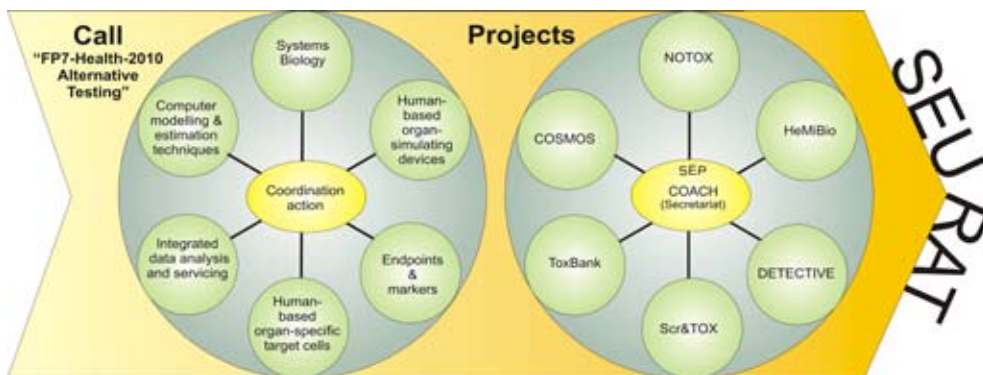 Call
"FP7-Health-2010
Alternative
Testing"
Systems
Biology
Human-
based
organ-
simulating
devices
Endpoints
&
markers
Human-
based
organ-specific
target cells
Integrated
data analysis
and servicing
Computer
modelling &
estimation
techniques
Coordination
action
Projects
NOTOX
HeMiBio
DETECTIVE
Scr&TOX
ToxBank
COSMOS
SEP
COACH
(Secretariat)
SEURAT